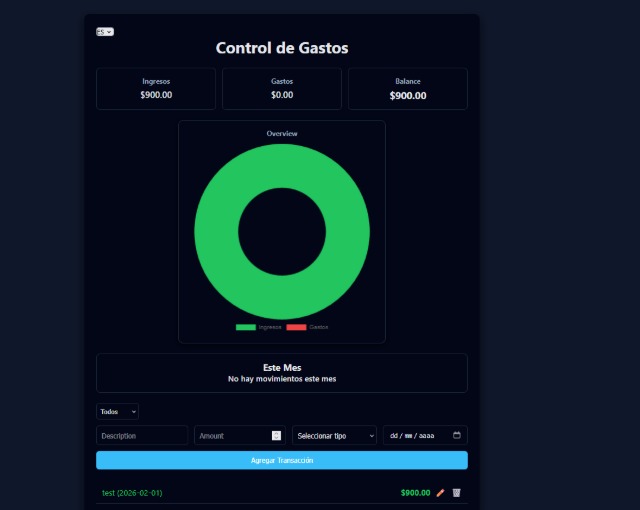 ES
Control de Gastos
Ingresos
$900.00
Gastos
$0.00
Balance
$900.00
Overview
Ingresos Gastos
Este Mes
No hay movimientos este mes
Todos
Description Amount Seleccionar tipo dd / mm / aaaa
Agregar Transacción
test (2026-02-01) $900.00